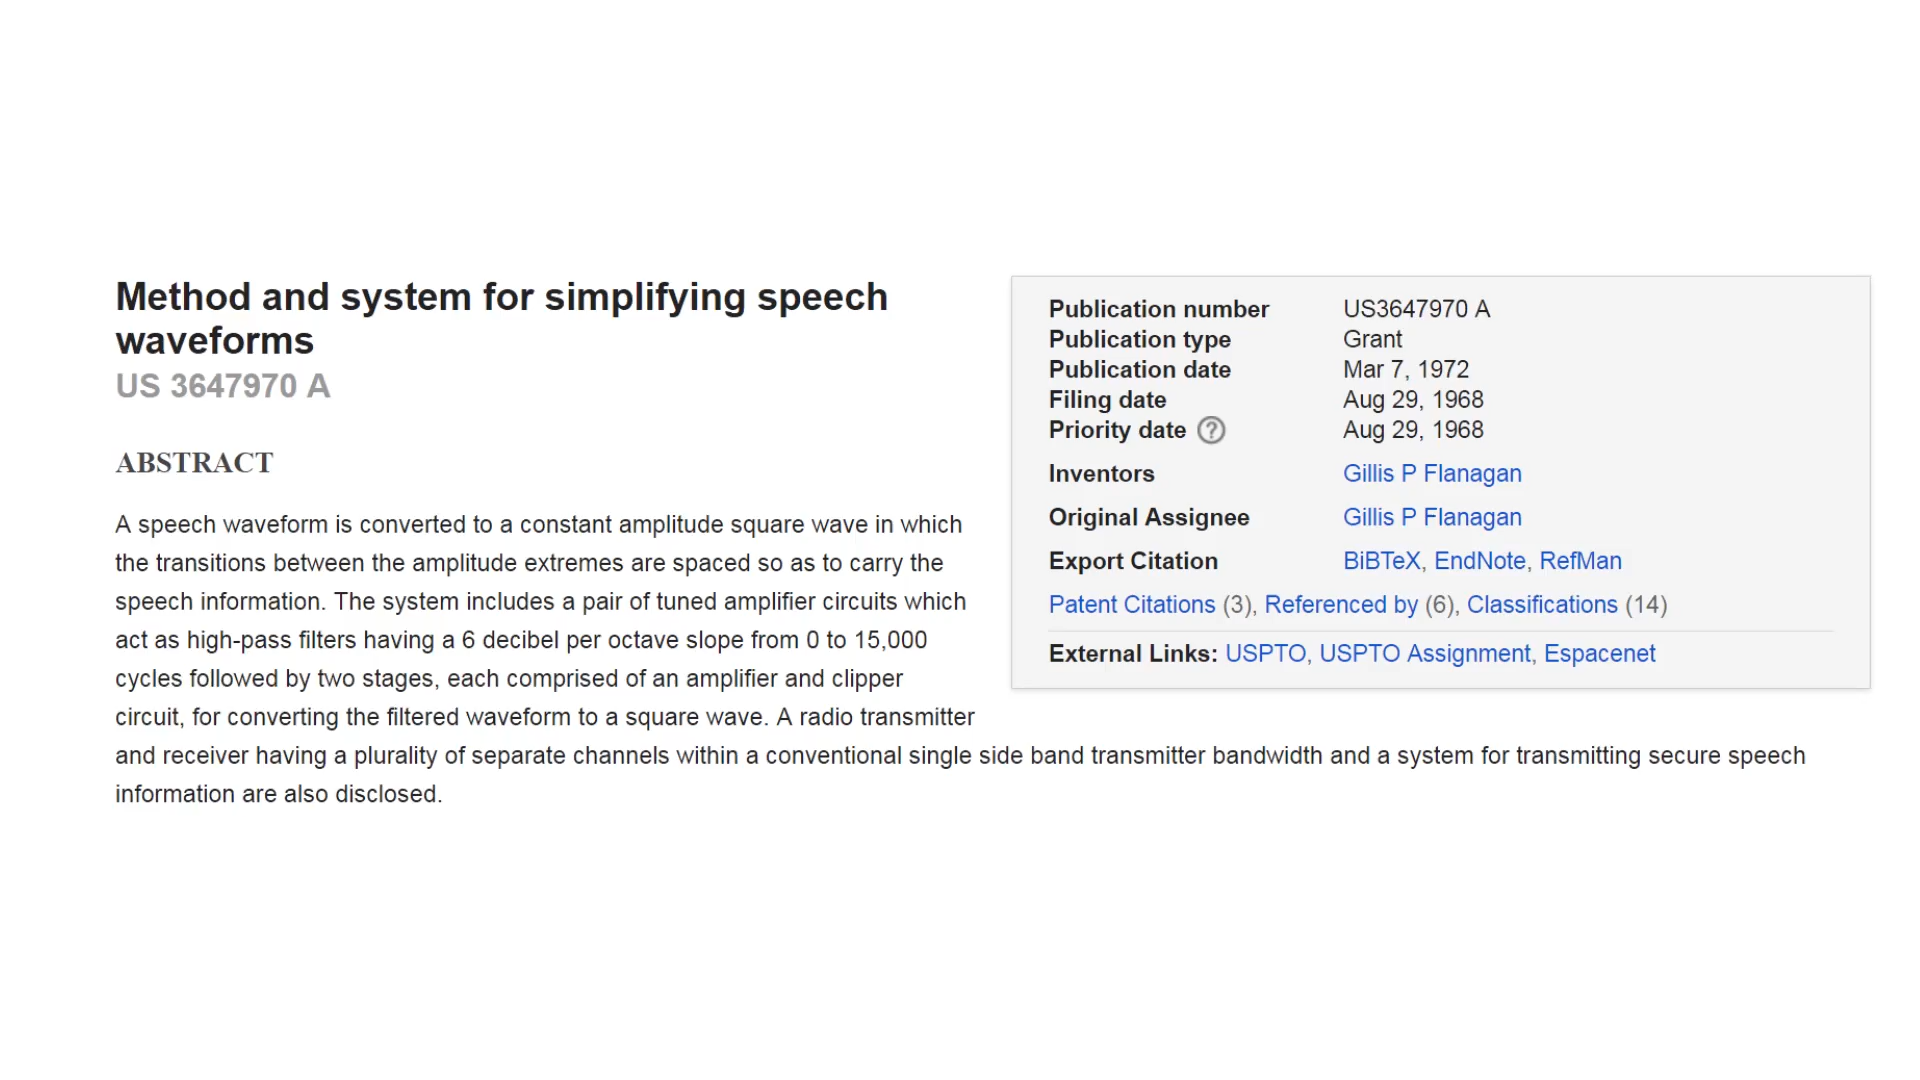 Method and system for simplifying speech
waveforms
US 3647970 A
ABSTRACT
A speech waveform is converted to a constant amplitude square wave in which
the transitions between the amplitude extremes are spaced so as to carry the
speech information. The system includes a pair of tuned amplifier circuits which
act as high-pass filters having a 6 decibel per octave slope from 0 to 15,000
cycles followed by two stages, each comprised of an amplifier and clipper
circuit, for converting the filtered waveform to a square wave. A radio transmitter
and receiver having a plurality of separate channels within a conventional single side band transmitter bandwidth and a system for transmitting secure speech
information are also disclosed.
Publication number US3647970 A
Publication type Grant
Publication date Mar 7, 1972
Filing date Aug 29, 1968
Priority date ? Aug 29, 1968
Inventors Gillis P Flanagan
Original Assignee Gillis P Flanagan
Export Citation BiBTeX, EndNote, RefMan
Patent Citations (3), Referenced by (6), Classifications (14)
External Links: USPTO, USPTO Assignment, Espacenet